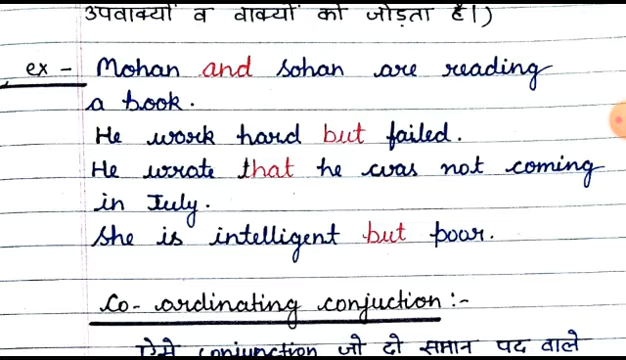 उपवाक्यों व वाक्यों को जोड़ता है।)
ex - Mohan and Sohan are reading
a book.
He work hard but failed.
He wrote that he was not coming
in July.
She is intelligent but poor.
Co-ordinating conjuction :-
ऐसे conjunction जो दो समान पद वाले